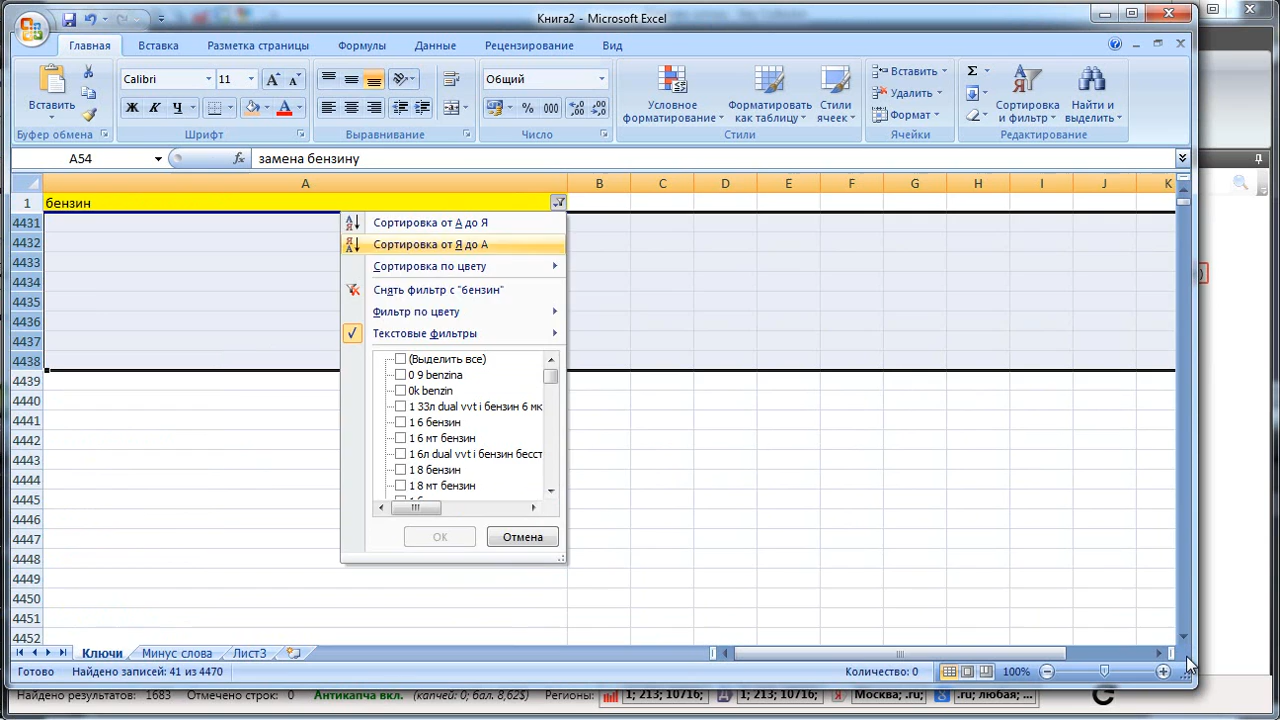 Книга2 - Microsoft Excel
Главная Вставка Разметка страницы Формулы Данные Рецензирование Вид
Вставить
Буфер обмена
Calibri 11
Ж К Ч
Шрифт
Выравнивание
Общий
% 000
Число
Условное форматирование
Форматировать как таблицу
Стили ячеек
Стили
Вставить
Удалить
Формат
Ячейки
Сортировка и фильтр
Найти и выделить
Редактирование
A54 fx замена бензину
A B C D E F G H I J K
1 бензин
4431
4432
4433
4434
4435
4436
4437
4438
4439
4440
4441
4442
4443
4444
4445
4446
4447
4448
4449
4450
4451
4452
Сортировка от А до Я
Сортировка от Я до А
Сортировка по цвету
Снять фильтр с "бензин"
Фильтр по цвету
Текстовые фильтры
(Выделить все)
0 9 benzina
0k benzin
1 33л dual vvt i бензин 6 мк
1 6 бензин
1 6 мт бензин
1 6л dual vvt i бензин бесст
1 8 бензин
1 8 мт бензин
ОК Отмена
Ключи Минус слова Лист3
Готово Найдено записей: 41 из 4470 Количество: 0 100%
Найдено результатов: 1683 Отмечено строк: 0 Антикапча вкл. (капчей: 0; бал. 8,62$) Регионы: 1; 213; 10716; 1; 213; 10716; Москва; .ru; .ru; любая; ...